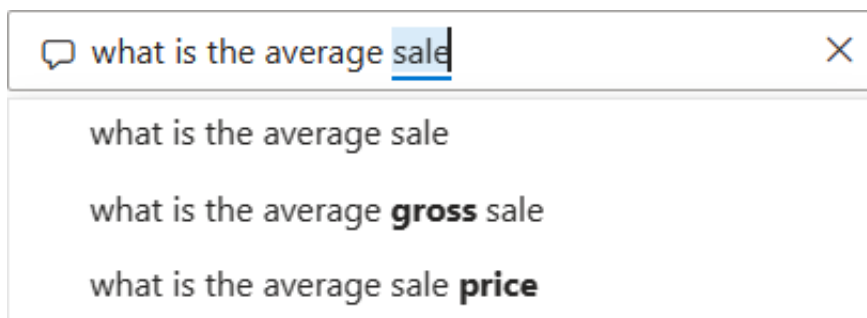 what is the average sale
what is the average sale
what is the average gross sale
what is the average sale price